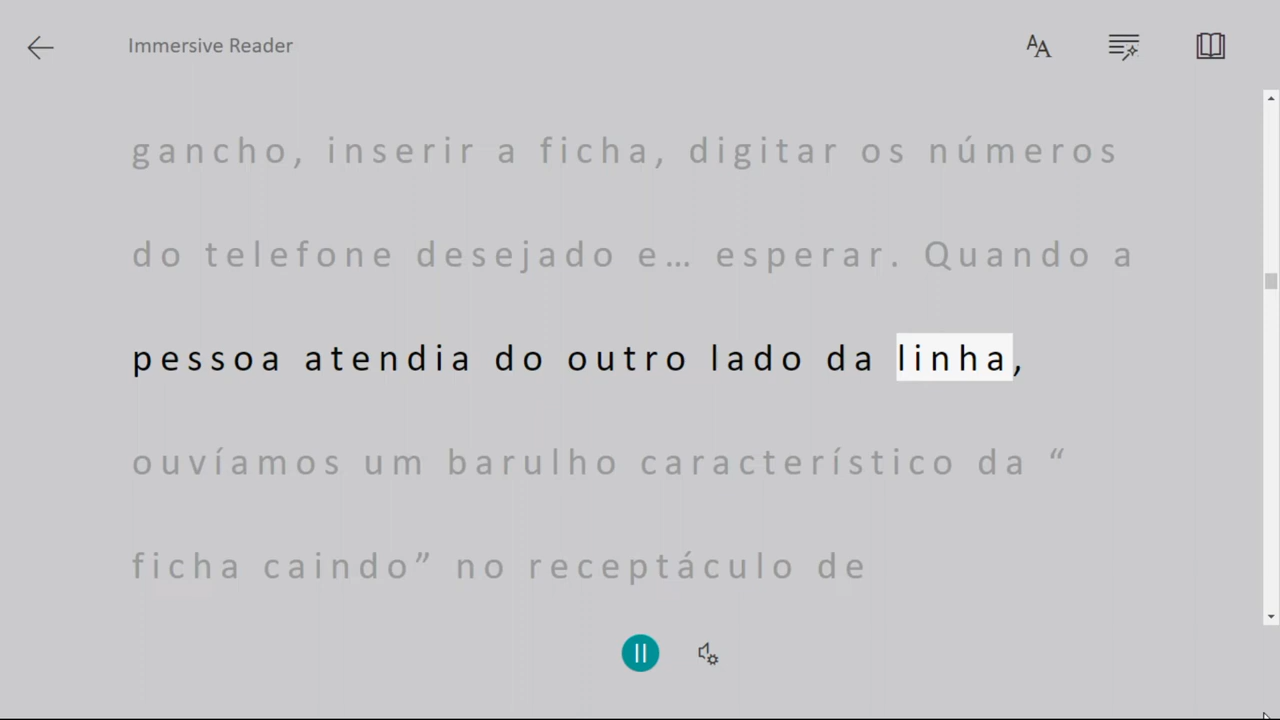 Immersive Reader
gancho, inserir a ficha, digitar os números
do telefone desejado e… esperar. Quando a
pessoa atendia do outro lado da linha,
ouvíamos um barulho característico da “
ficha caindo” no receptáculo de